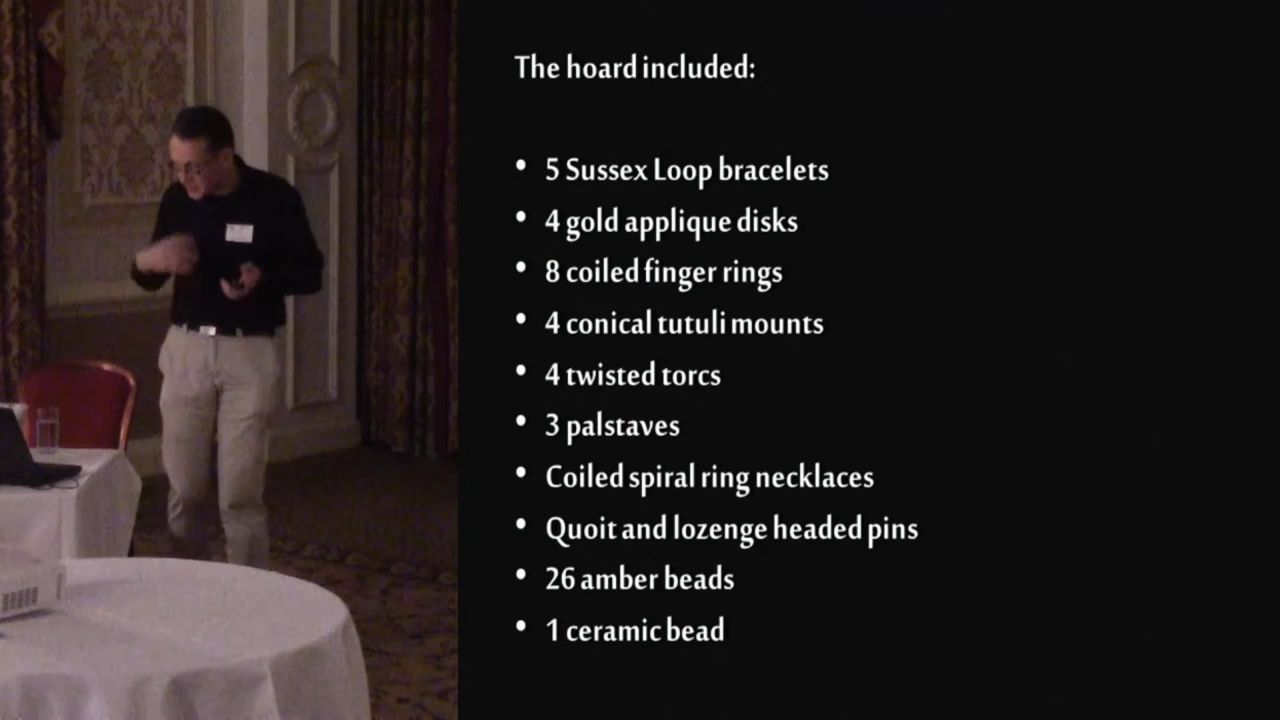 The hoard included:
• 5 Sussex Loop bracelets
• 4 gold applique disks
• 8 coiled finger rings
• 4 conical tutuli mounts
• 4 twisted torcs
• 3 palstaves
• Coiled spiral ring necklaces
• Quoit and lozenge headed pins
• 26 amber beads
• 1 ceramic bead